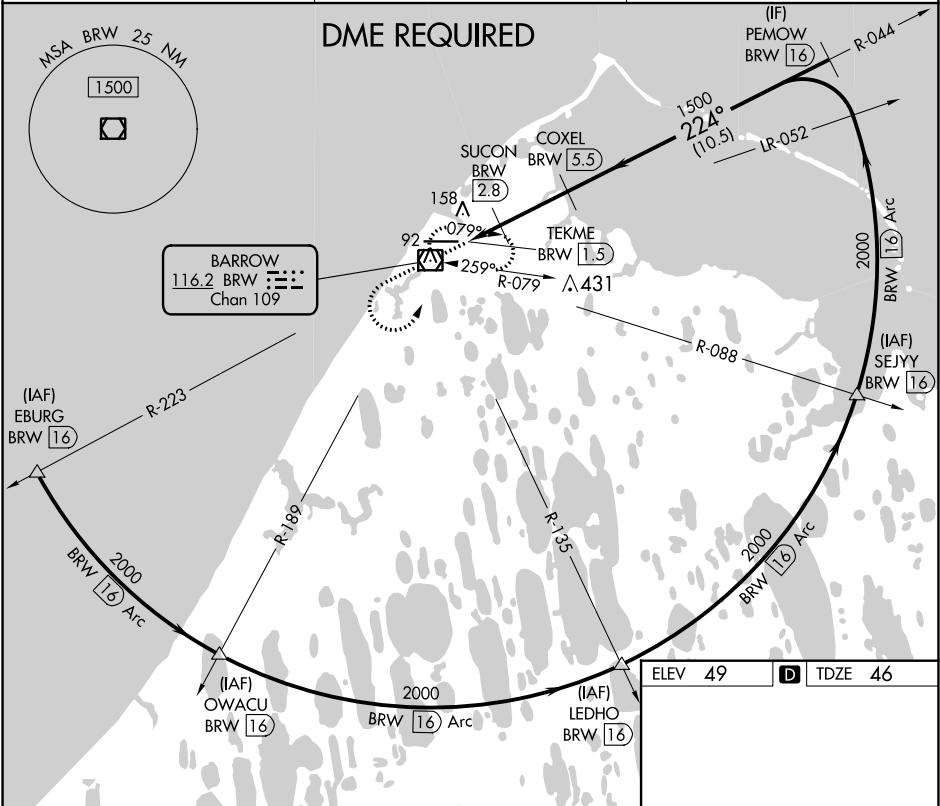 DME REQUIRED
MSA BRW 25 NM
1500
(IF)
PEMOW
BRW 16
R-044
1500
224°
(10.5)
LR-052
COXEL
BRW 5.5
SUCON
BRW
2.8
158
079°
92
TEKME
BRW 1.5
259°
R-079
431
BARROW
116.2 BRW
Chan 109
2000
BRW 16 Arc
R-088
(IAF)
SEJYY
BRW 16
R-223
(IAF)
EBURG
BRW 16
R-189
R-135
2000
BRW 16 Arc
2000
BRW 16 Arc
(IAF)
OWACU
BRW 16
2000
BRW 16 Arc
(IAF)
LEDHO
BRW 16
ELEV 49 D TDZE 46